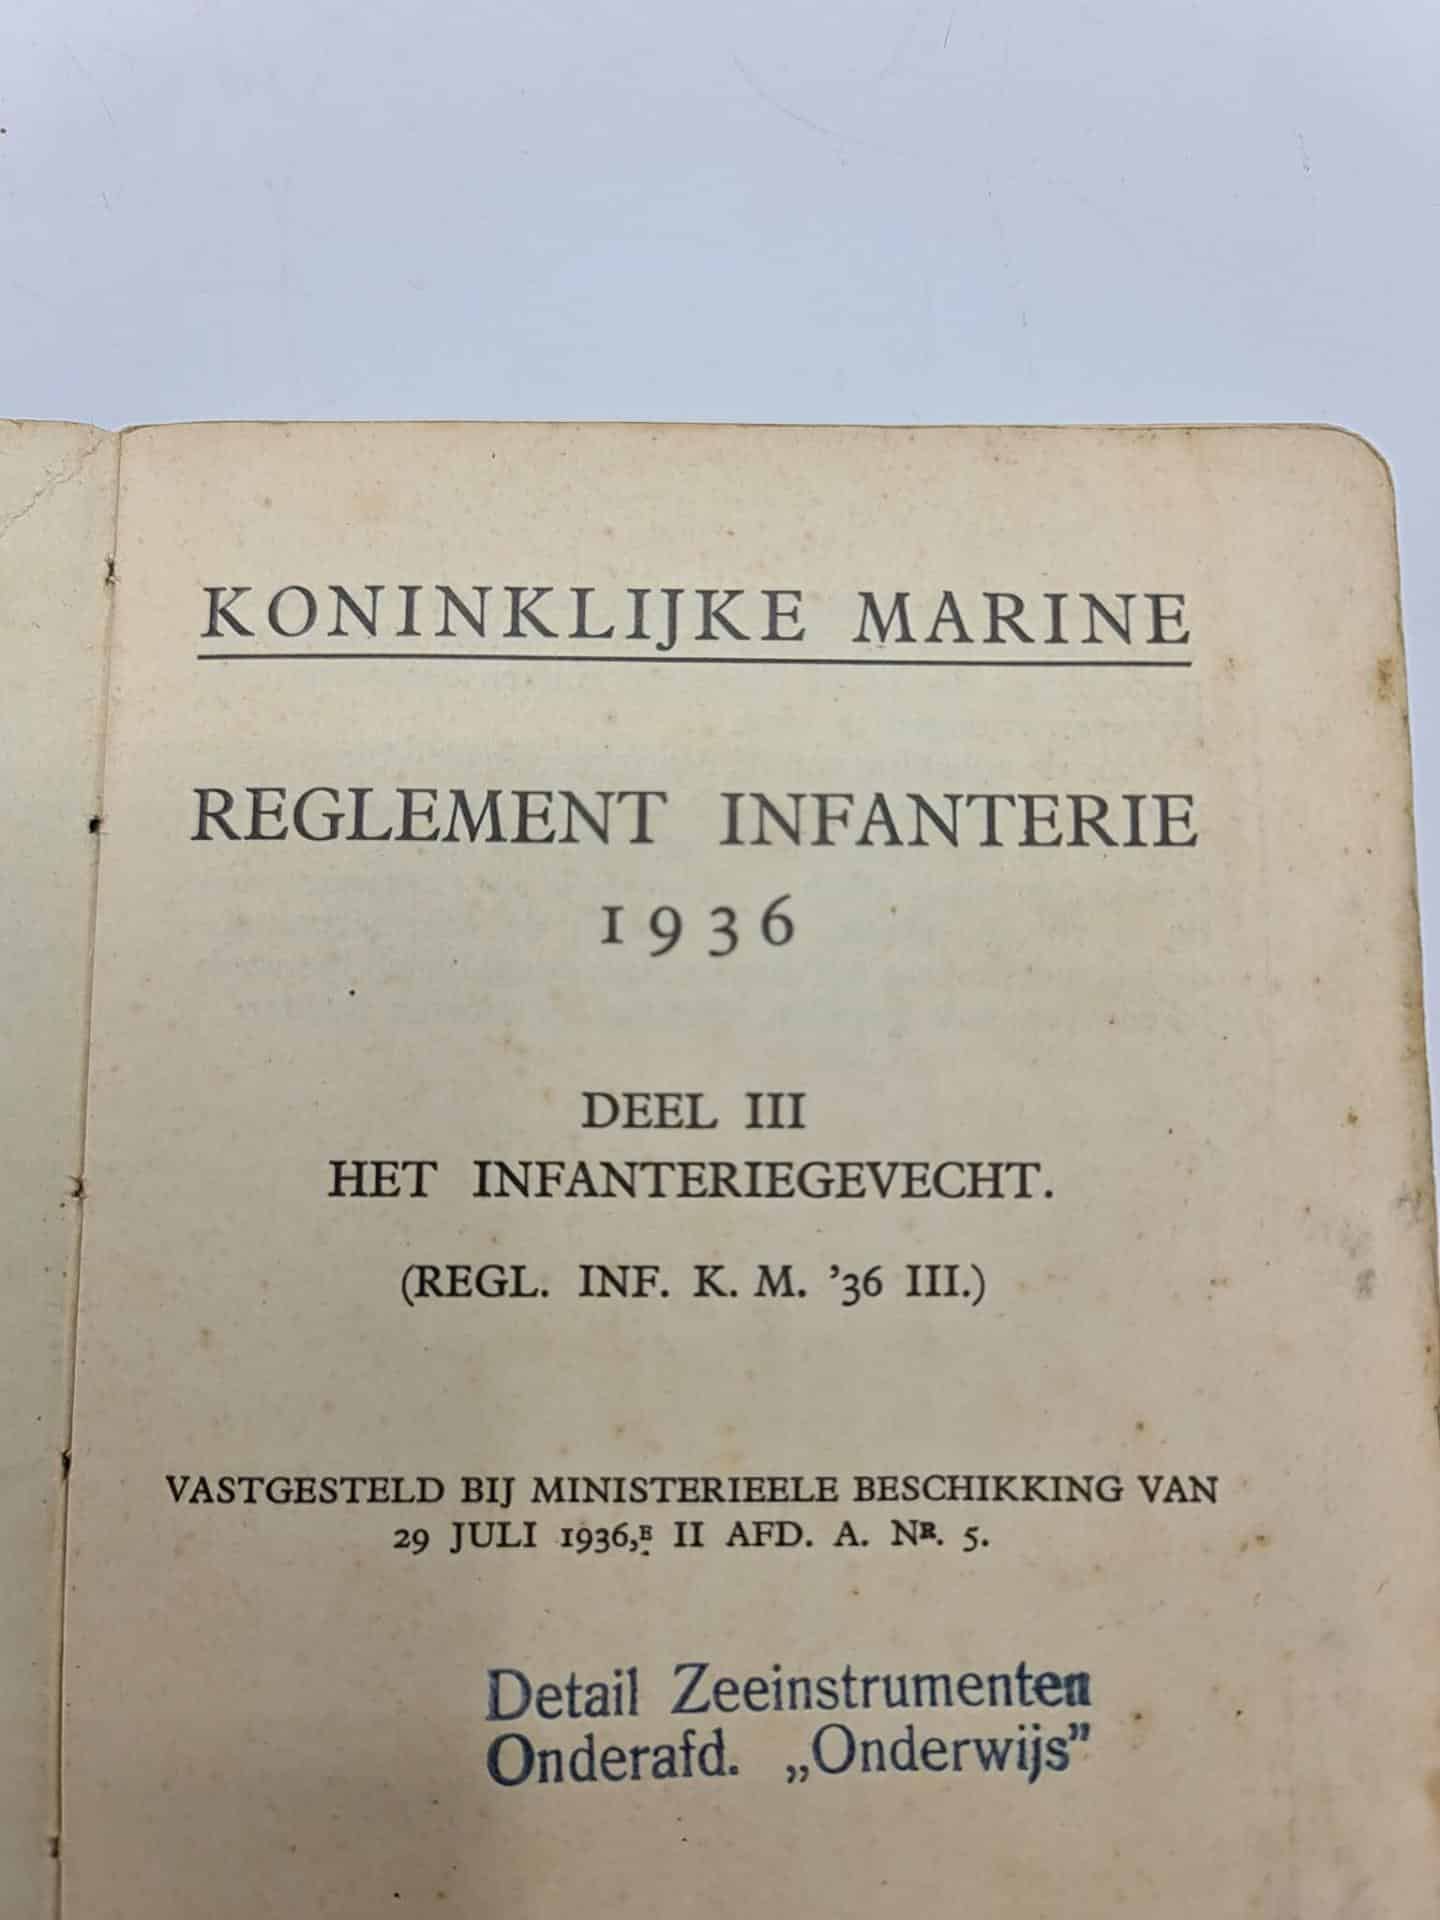 KONINKLIJKE MARINE
REGLEMENT INFANTERIE
1936
DEEL III
HET INFANTERIEGEVECHT.
(REGL. INF. K. M. ’36 III.)
VASTGESTELD BIJ MINISTERIEELE BESCHIKKING VAN
29 JULI 1936,E II AFD. A. NR. 5.
Detail Zeeinstrumenten
Onderafd. „Onderwijs”